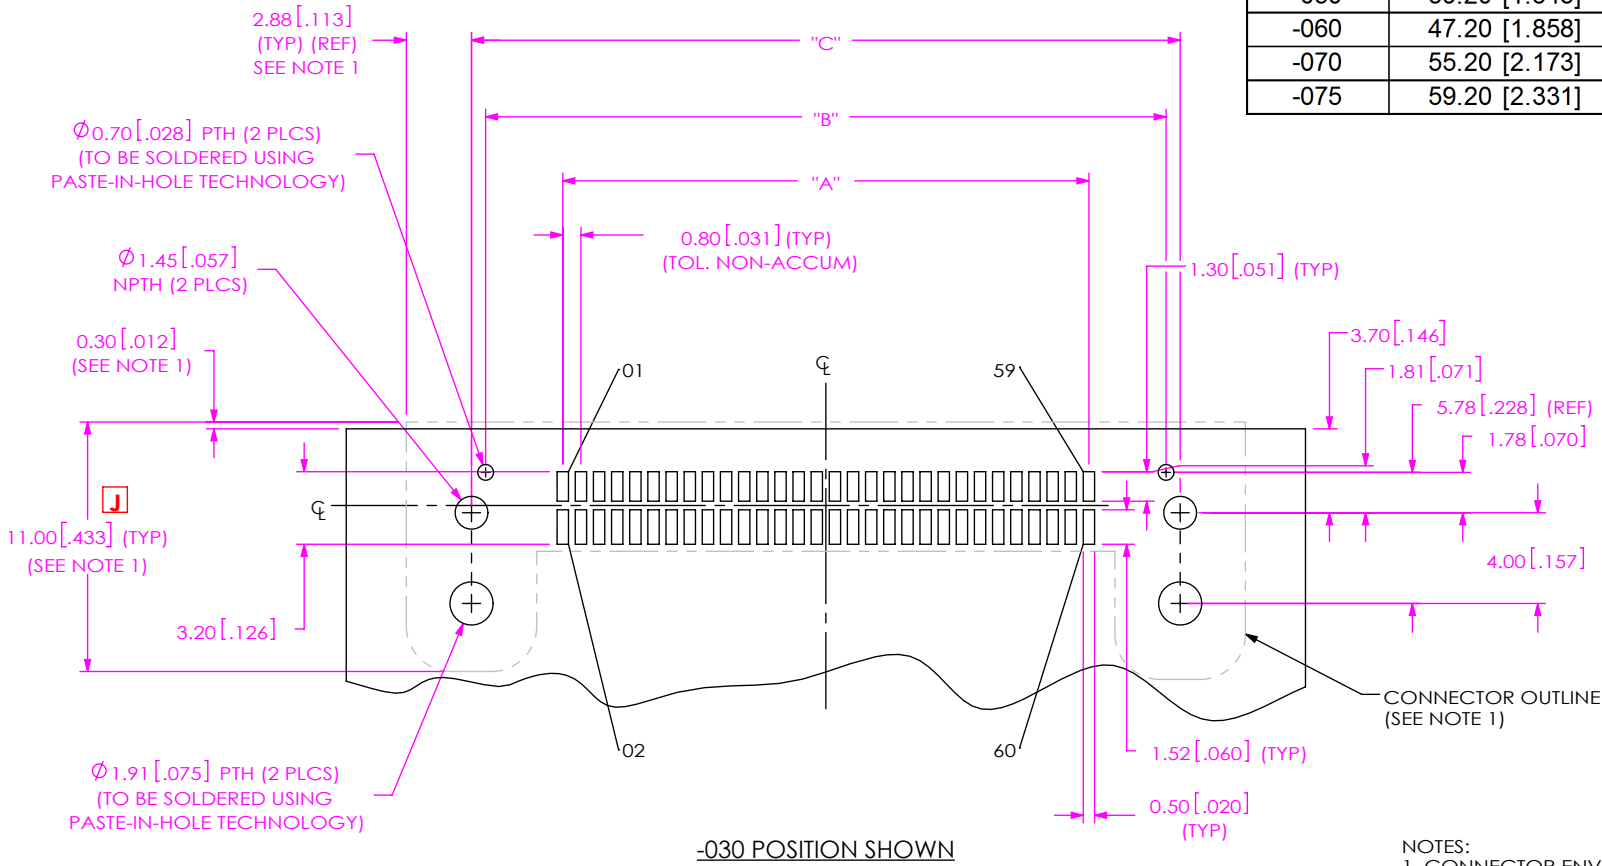 2.88[.113]
(TYP) (REF)
SEE NOTE 1
"C"
-060 47.20 [1.858]
-070 55.20 [2.173]
-075 59.20 [2.331]
"B"
Ø0.70[.028] PTH (2 PLCS)
(TO BE SOLDERED USING
PASTE-IN-HOLE TECHNOLOGY)
"A"
0.80[.031](TYP)
(TOL. NON-ACCUM)
Ø1.45[.057]
NPTH (2 PLCS)
1.30[.051] (TYP)
0.30[.012]
(SEE NOTE 1)
3.70[.146]
1.81[.071]
5.78[.228] (REF)
1.78[.070]
01
℄
59
℄
J
11.00[.433] (TYP)
(SEE NOTE 1)
4.00[.157]
3.20[.126]
CONNECTOR OUTLINE
(SEE NOTE 1)
02
60
1.52[.060] (TYP)
Ø1.91[.075] PTH (2 PLCS)
(TO BE SOLDERED USING
PASTE-IN-HOLE TECHNOLOGY)
0.50[.020]
(TYP)
-030 POSITION SHOWN
NOTES:
1. CONNECTOR ENV